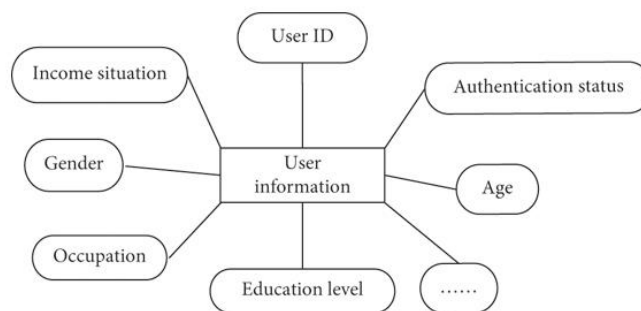 User ID
Income situation
Authentication status
Gender
User
information
Age
Occupation
Education level
......